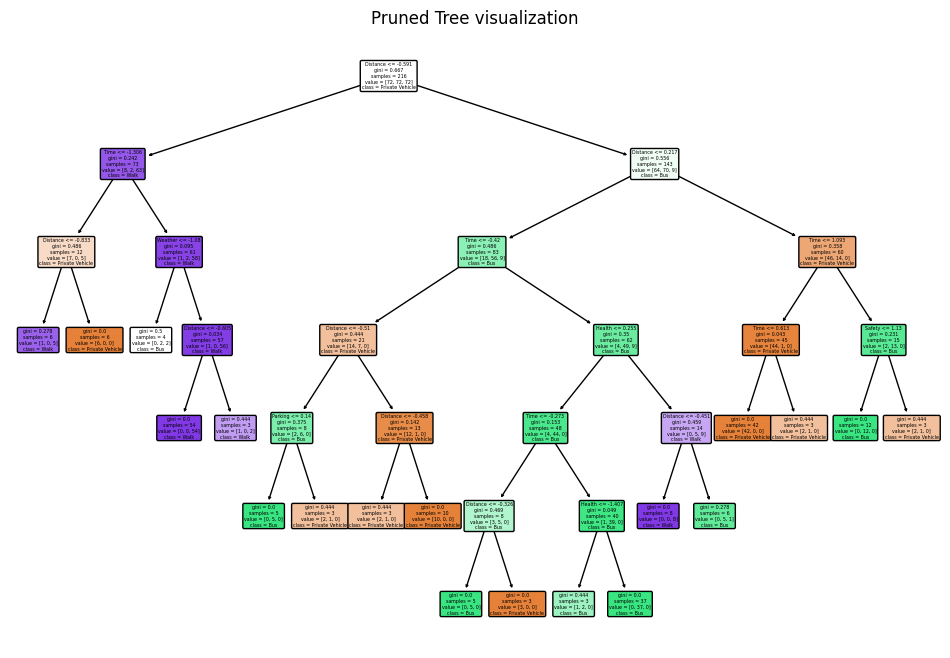 Pruned Tree visualization
Distance <= -0.591
gini = 0.667
samples = 216
value = [72, 72, 72]
class = Private Vehicle
Time <=
gini = 0.242
samples = 73
value = [8, 2, 63]
class = Walk
Distance <= 0.217
gini = 0.556
samples = 143
value = [64, 70, 9]
class = Bus
Distance <= -0.833
gini = 0.486
samples = 12
value = [7, 0, 5]
class = Private Vehicle
Weather <= -1.08
gini = 0.095
samples = 61
value = [1, 2, 58]
class = Walk
Time <= -0.42
gini = 0.486
samples = 83
value = [18, 56, 9]
class = Bus
Time <= 1.093
gini = 0.358
samples = 60
value = [46, 14, 0]
class = Private Vehicle
gini = 0.278
samples = 6
value = [1, 0, 5]
class = Walk
gini = 0.0
samples = 6
value = [6, 0, 0]
class = Private Vehicle
gini = 0.5
samples = 4
value = [0, 2, 2]
class = Bus
Distance <=
gini = 0.034
samples = 57
value = [1, 0, 56]
class = Walk
Distance <= -0.51
gini = 0.444
samples = 21
value = [14, 7, 0]
class = Private Vehicle
Health <= 0.255
gini = 0.35
samples = 62
value = [4, 49, 9]
class = Bus
Time <= 0.613
gini = 0.043
samples = 45
value = [44, 1, 0]
class = Private Vehicle
Safety <= 1.13
gini = 0.231
samples = 15
value = [2, 13, 0]
class = Bus
gini = 0.0
samples = 54
value = [0, 0, 54]
class = Walk
gini = 0.444
samples = 3
value = [1, 0, 2]
class = Walk
Parking <= 0.14
gini = 0.375
samples = 8
value = [2, 6, 0]
class = Bus
Distance <= -0.458
gini = 0.142
samples = 13
value = [12, 1, 0]
class = Private Vehicle
Time <= -0.273
gini = 0.153
samples = 48
value = [4, 44, 0]
class = Bus
Distance <= -0.451
gini = 0.459
samples = 14
value = [0, 5, 9]
class = Walk
gini = 0.0
samples = 42
value = [42, 0, 0]
class = Private Vehicle
gini = 0.444
samples = 3
value = [2, 1, 0]
class = Private Vehicle
gini = 0.0
samples = 12
value = [0, 12, 0]
class = Bus
gini = 0.444
samples = 3
value = [2, 1, 0]
class = Private Vehicle
gini = 0.0
samples = 5
value = [0, 5, 0]
class = Bus
gini = 0.444
samples = 3
value = [2, 1, 0]
class = Private Vehicle
gini = 0.444
samples = 3
value = [2, 1, 0]
class = Private Vehicle
gini = 0.0
samples = 10
value = [10, 0, 0]
class = Private Vehicle
Distance <= -0.326
gini = 0.469
samples = 8
value = [3, 5, 0]
class = Bus
Health <= -1.407
gini = 0.049
samples = 40
value = [1, 39, 0]
class = Bus
gini = 0.0
samples = 8
value = [0, 0, 8]
class = Walk
gini = 0.278
samples = 6
value = [0, 5, 1]
class = Bus
gini = 0.0
samples = 5
value = [0, 5, 0]
class = Bus
gini = 0.0
samples = 3
value = [3, 0, 0]
class = Private Vehicle
gini = 0.444
samples = 3
value = [1, 2, 0]
class = Bus
gini = 0.0
samples = 37
value = [0, 37, 0]
class = Bus